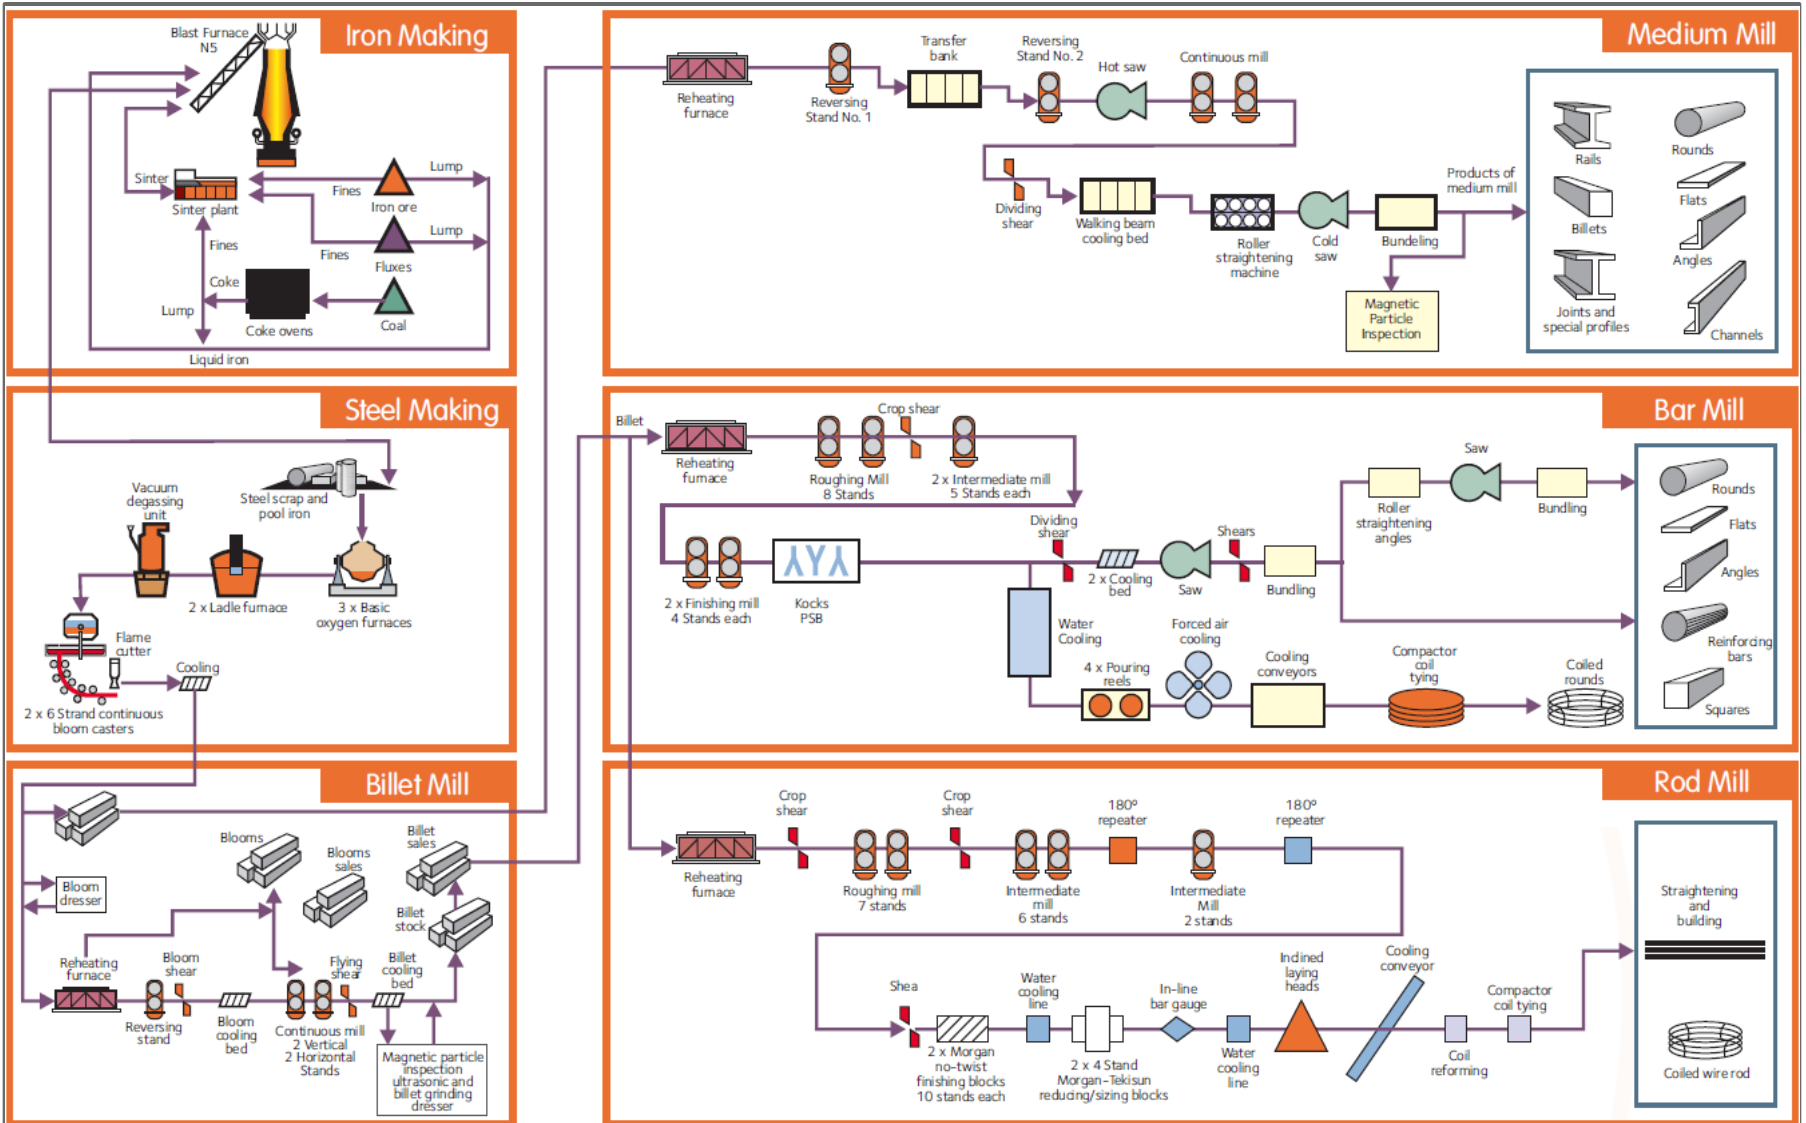 Iron Making
Blast Furnace
N5
Lump
Sinter
Fines
Iron ore
Sinter plant
Lump
Fines
Fines
Fluxes
Coke
Lump
Coke ovens
Coal
Liquid iron
Steel Making
Vacuum
degassing
unit
Steel scrap and
pool iron
2 x Ladle furnace
3 x Basic
oxygen furnaces
Flame
cutter
Cooling
2 x 6 Strand continuous
bloom casters
Billet Mill
Blooms
Blooms
sales
Billet
sales
Bloom
dresser
Billet
stock
Reheating
furnace
Bloom
shear
Flying
shear
Billet
cooling
bed
Reversing
stand
Bloom
cooling
bed
Continuous mill
2 Vertical
2 Horizontal
Stands
Magnetic particle
inspection
ultrasonic and
billet grinding
dresser
Medium Mill
Reheating
furnace
Reversing
Stand No. 1
Transfer
bank
Reversing
Stand No. 2
Hot saw
Continuous mill
Dividing
shear
Walking beam
cooling bed
Roller
straightening
machine
Cold
saw
Bundeling
Products of
medium mill
Magnetic
Particle
Inspection
Rails
Rounds
Flats
Billets
Angles
Joints and
special profiles
Channels
Bar Mill
Billet
Reheating
furnace
Crop shear
Roughing Mill
8 Stands
2 x Intermediate mill
5 Stands each
2 x Finishing mill
4 Stands each
Kocks
PSB
Dividing
shear
2 x Cooling
bed
Saw
Shears
Bundling
Roller
straightening
angles
Saw
Bundling
Water
Cooling
4 x Pouring
reels
Forced air
cooling
Cooling
conveyors
Compactor
coil
tying
Coiled
rounds
Rounds
Flats
Angles
Reinforcing
bars
Squares
Rod Mill
Reheating
furnace
Crop
shear
Roughing mill
7 stands
Crop
shear
Intermediate
mill
6 stands
180º
repeater
Intermediate
Mill
2 stands
180º
repeater
Shea
2 x Morgan
no-twist
finishing blocks
10 stands each
Water
cooling
line
2 x 4 Stand
Morgan-Tekisun
reducing/sizing blocks
In-line
bar gauge
Water
cooling
line
Indined
laying
heads
Cooling
conveyor
Coil
reforming
Compactor
coil tying
Straightening
and
building
Coiled wire rod